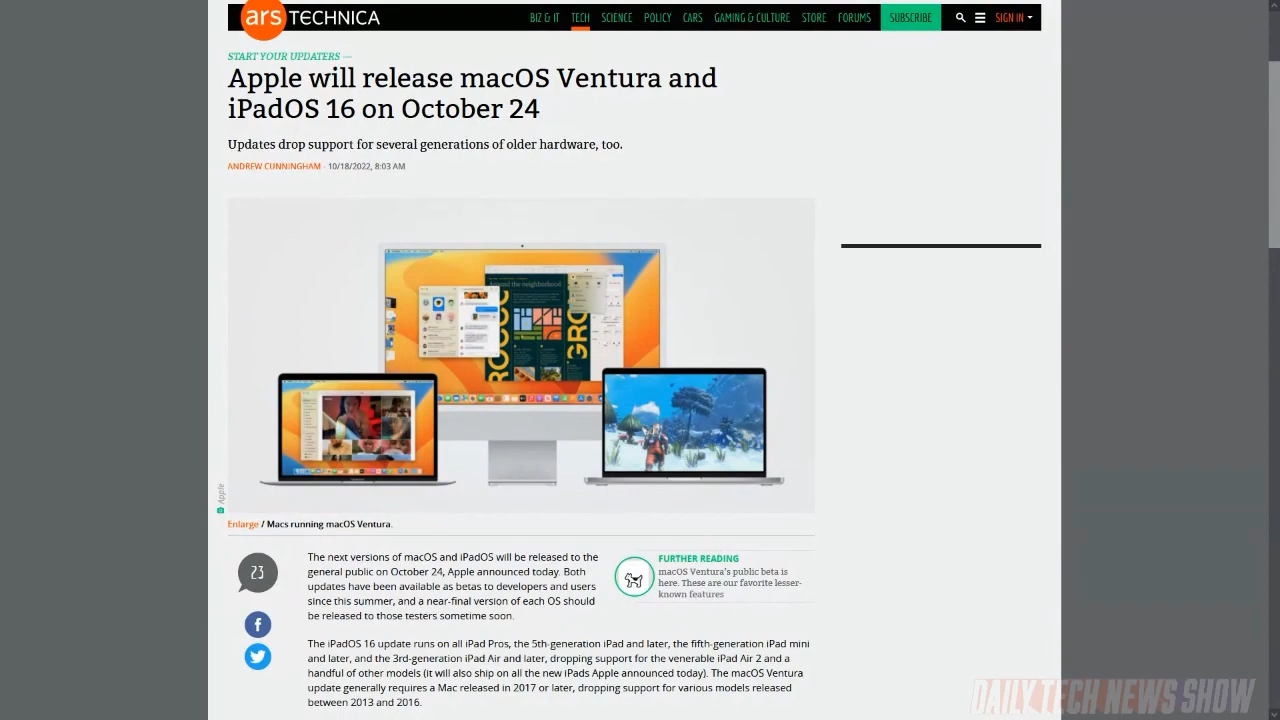 ars TECHNICA
BIZ & IT TECH SCIENCE POLICY CARS GAMING & CULTURE STORE FORUMS SUBSCRIBE SIGN IN
START YOUR UPDATERS —
Apple will release macOS Ventura and
iPadOS 16 on October 24
Updates drop support for several generations of older hardware, too.
ANDREW CUNNINGHAM - 10/18/2022, 8:03 AM
Around the neighborhood
Apple
Enlarge / Macs running macOS Ventura.
23
The next versions of macOS and iPadOS will be released to the
general public on October 24, Apple announced today. Both
updates have been available as betas to developers and users
since this summer, and a near-final version of each OS should
be released to those testers sometime soon.
FURTHER READING
macOS Ventura's public beta is
here. These are our favorite lesser-
known features
The iPadOS 16 update runs on all iPad Pros, the 5th-generation iPad and later, the fifth-generation iPad mini
and later, and the 3rd-generation iPad Air and later, dropping support for the venerable iPad Air 2 and a
handful of other models (it will also ship on all the new iPads Apple announced today). The macOS Ventura
update generally requires a Mac released in 2017 or later, dropping support for various models released
between 2013 and 2016.
DAILY TECH NEWS SHOW